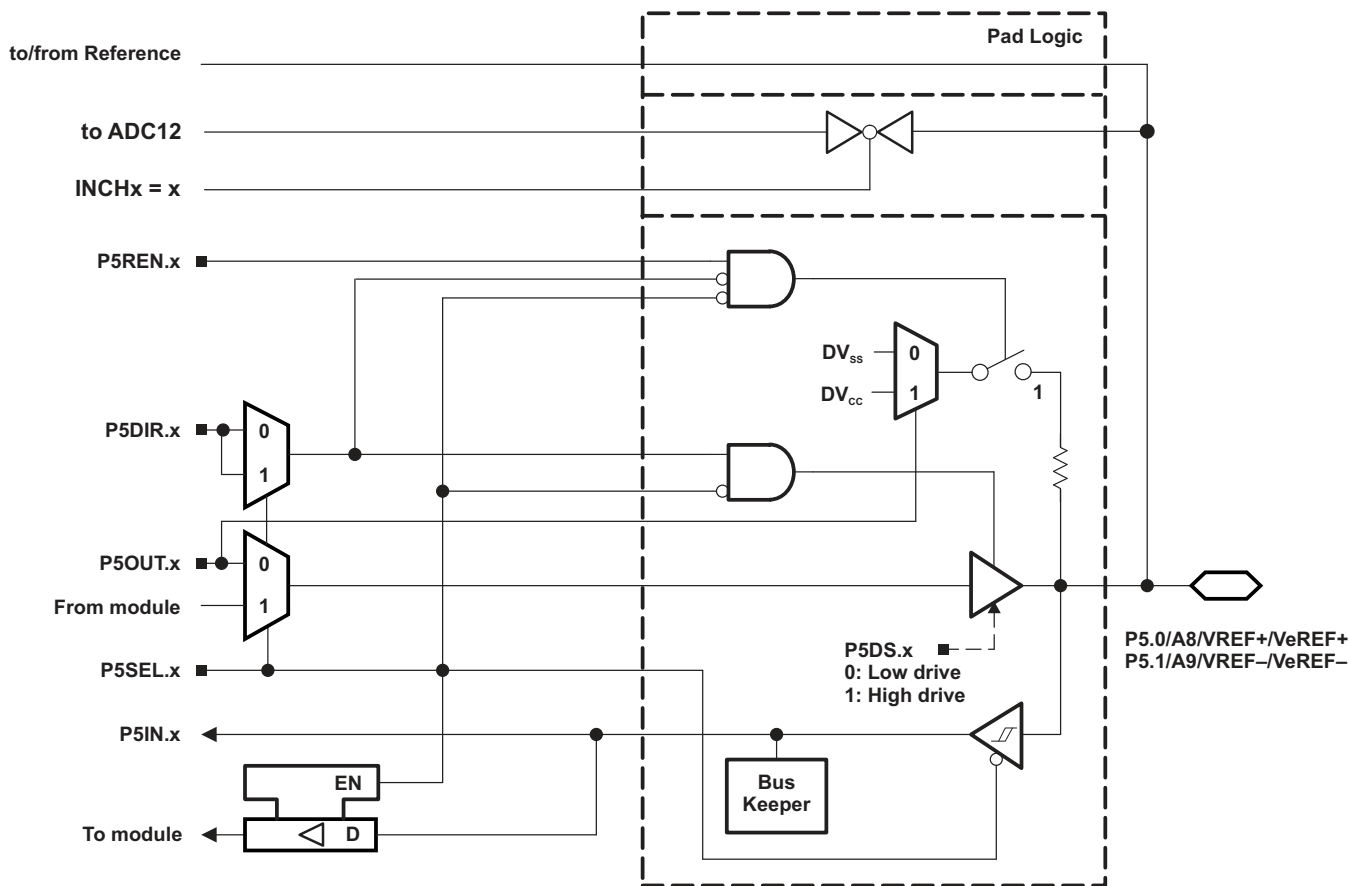 Pad Logic
to/from Reference
to ADC12
INCHx = x
P5REN.x
DVSS
0
DVCC
1
1
P5DIR.x
0
1
P5OUT.x
0
From module
1
P5DS.x
0: Low drive
1: High drive
P5.0/A8/VREF+/VeREF+
P5.1/A9/VREF–/VeREF–
P5SEL.x
P5IN.x
EN
Bus
Keeper
To module
D